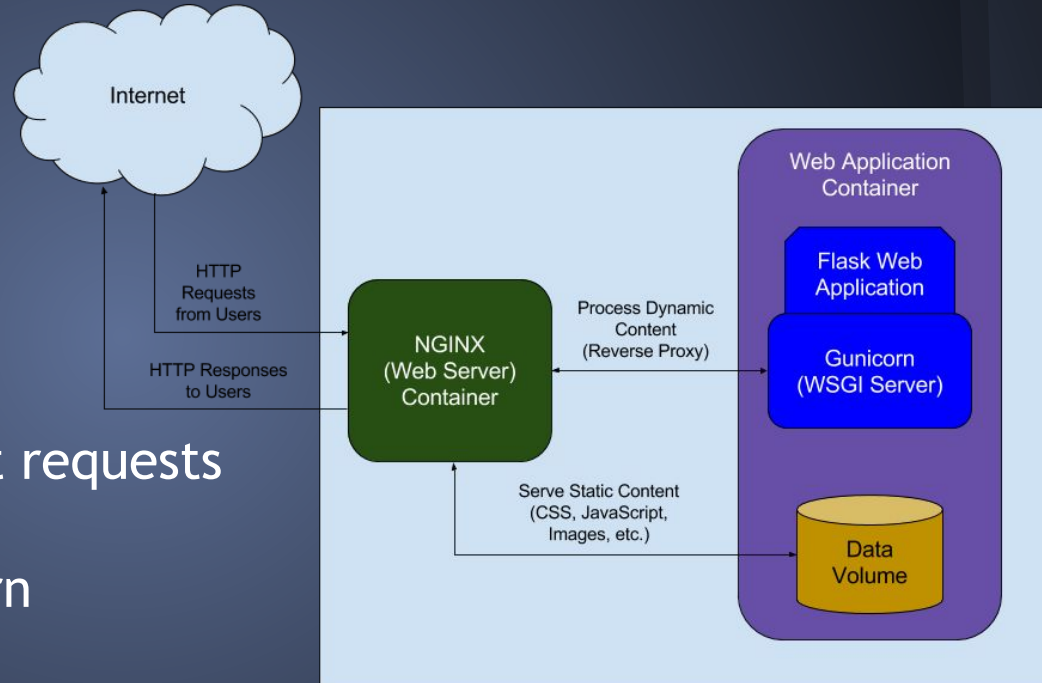 Internet
Web Application
Container
Flask Web
Application
HTTP
Requests
from Users
Process Dynamic
Content
(Reverse Proxy)
NGINX
(Web Server)
Container
Gunicorn
(WSGI Server)
HTTP Responses
to Users
requests
Serve Static Content
(CSS, JavaScript,
Images, etc.)
Data
Volume